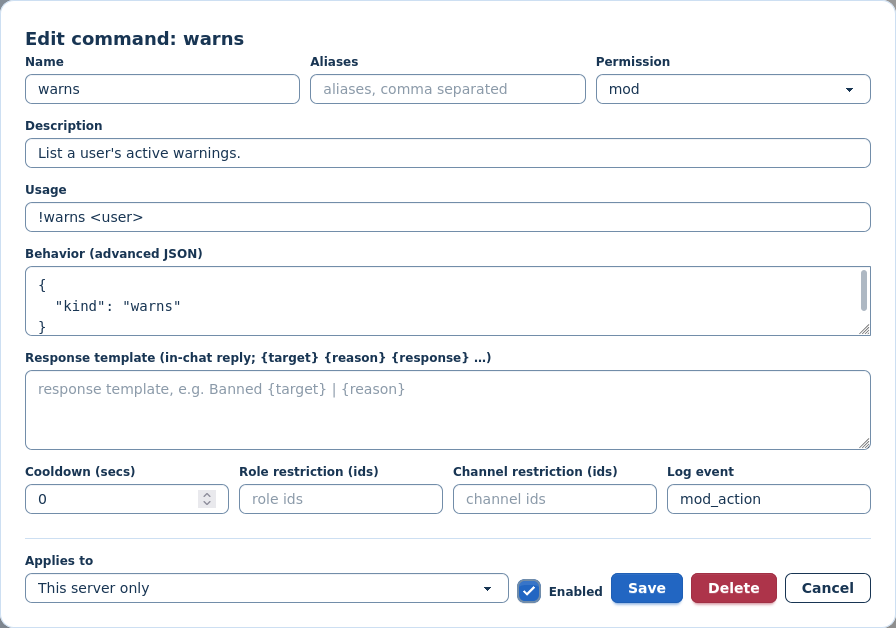 Edit command: warns
Name
Aliases
Permission
warns
aliases, comma separated
mod
Description
List a user's active warnings.
Usage
!warns <user>
Behavior (advanced JSON)
{
  "kind": "warns"
}
Response template (in-chat reply; {target} {reason} {response} ...)
response template, e.g. Banned {target} | {reason}
Cooldown (secs)
Role restriction (ids)
Channel restriction (ids)
Log event
0
role ids
channel ids
mod_action
Applies to
This server only
Enabled
Save
Delete
Cancel